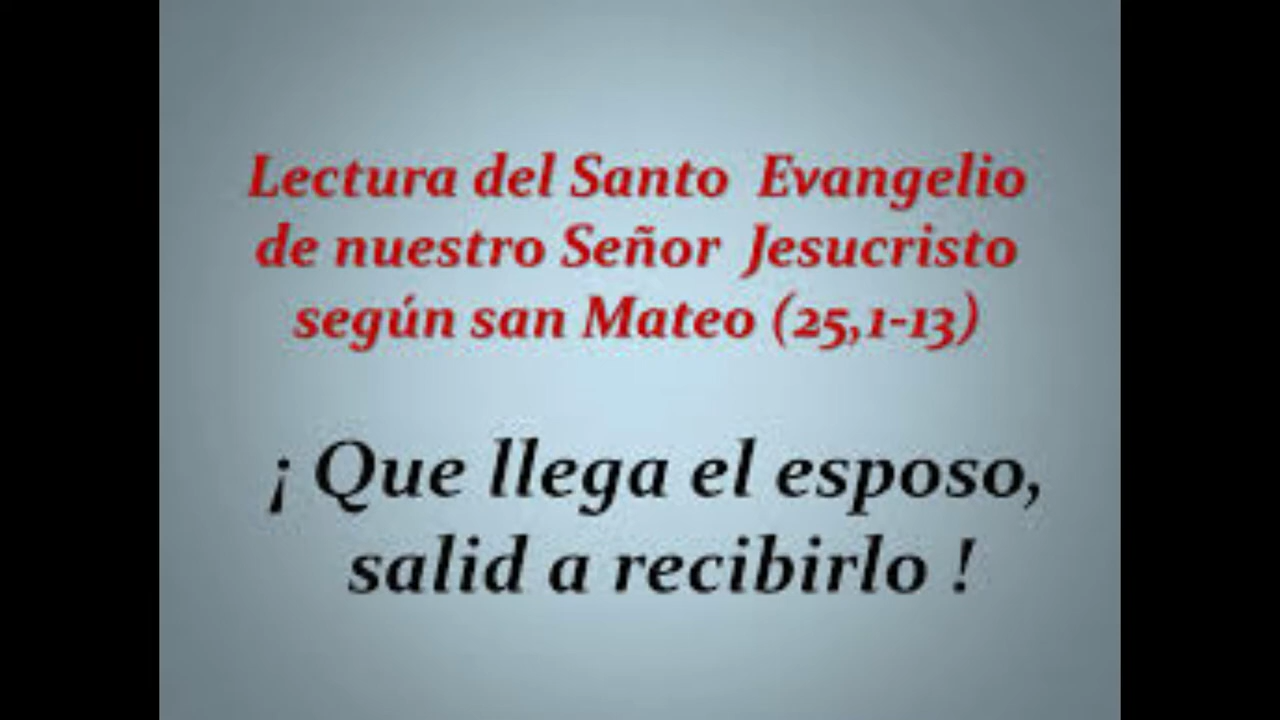 Lectura del Santo Evangelio
de nuestro Señor Jesucristo
según san Mateo (25,1-13)
¡ Que llega el esposo,
salid a recibirlo !